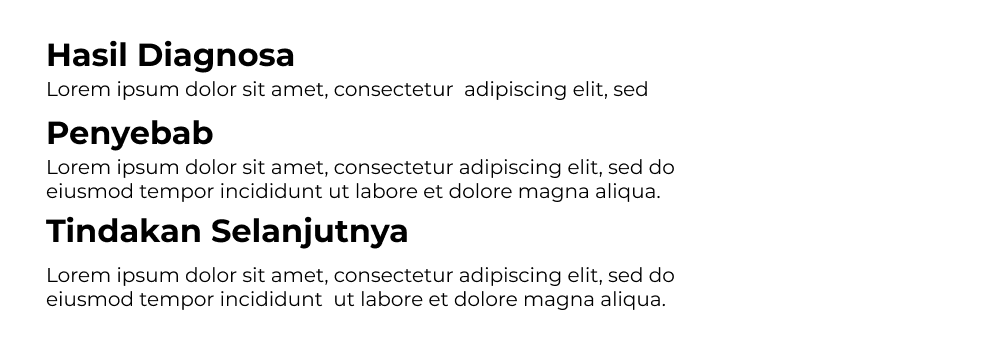 Hasil Diagnosa
Lorem ipsum dolor sit amet, consectetur  adipiscing elit, sed
Penyebab
Lorem ipsum dolor sit amet, consectetur adipiscing elit, sed do
eiusmod tempor incididunt ut labore et dolore magna aliqua.
Tindakan Selanjutnya
Lorem ipsum dolor sit amet, consectetur adipiscing elit, sed do
eiusmod tempor incididunt  ut labore et dolore magna aliqua.